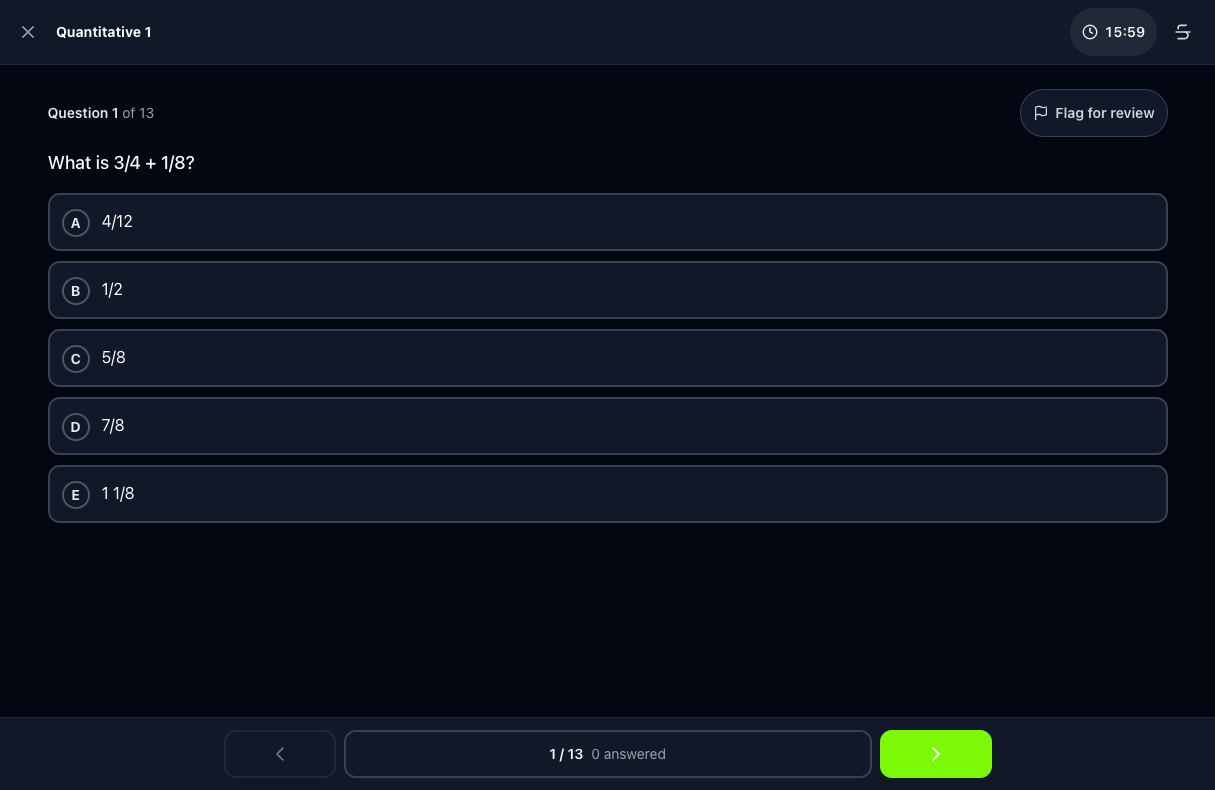 Quantitative 1
15:59
Question 1 of 13
Flag for review
What is 3/4 + 1/8?
A 4/12
B 1/2
C 5/8
D 7/8
E 1 1/8
1 / 13 0 answered